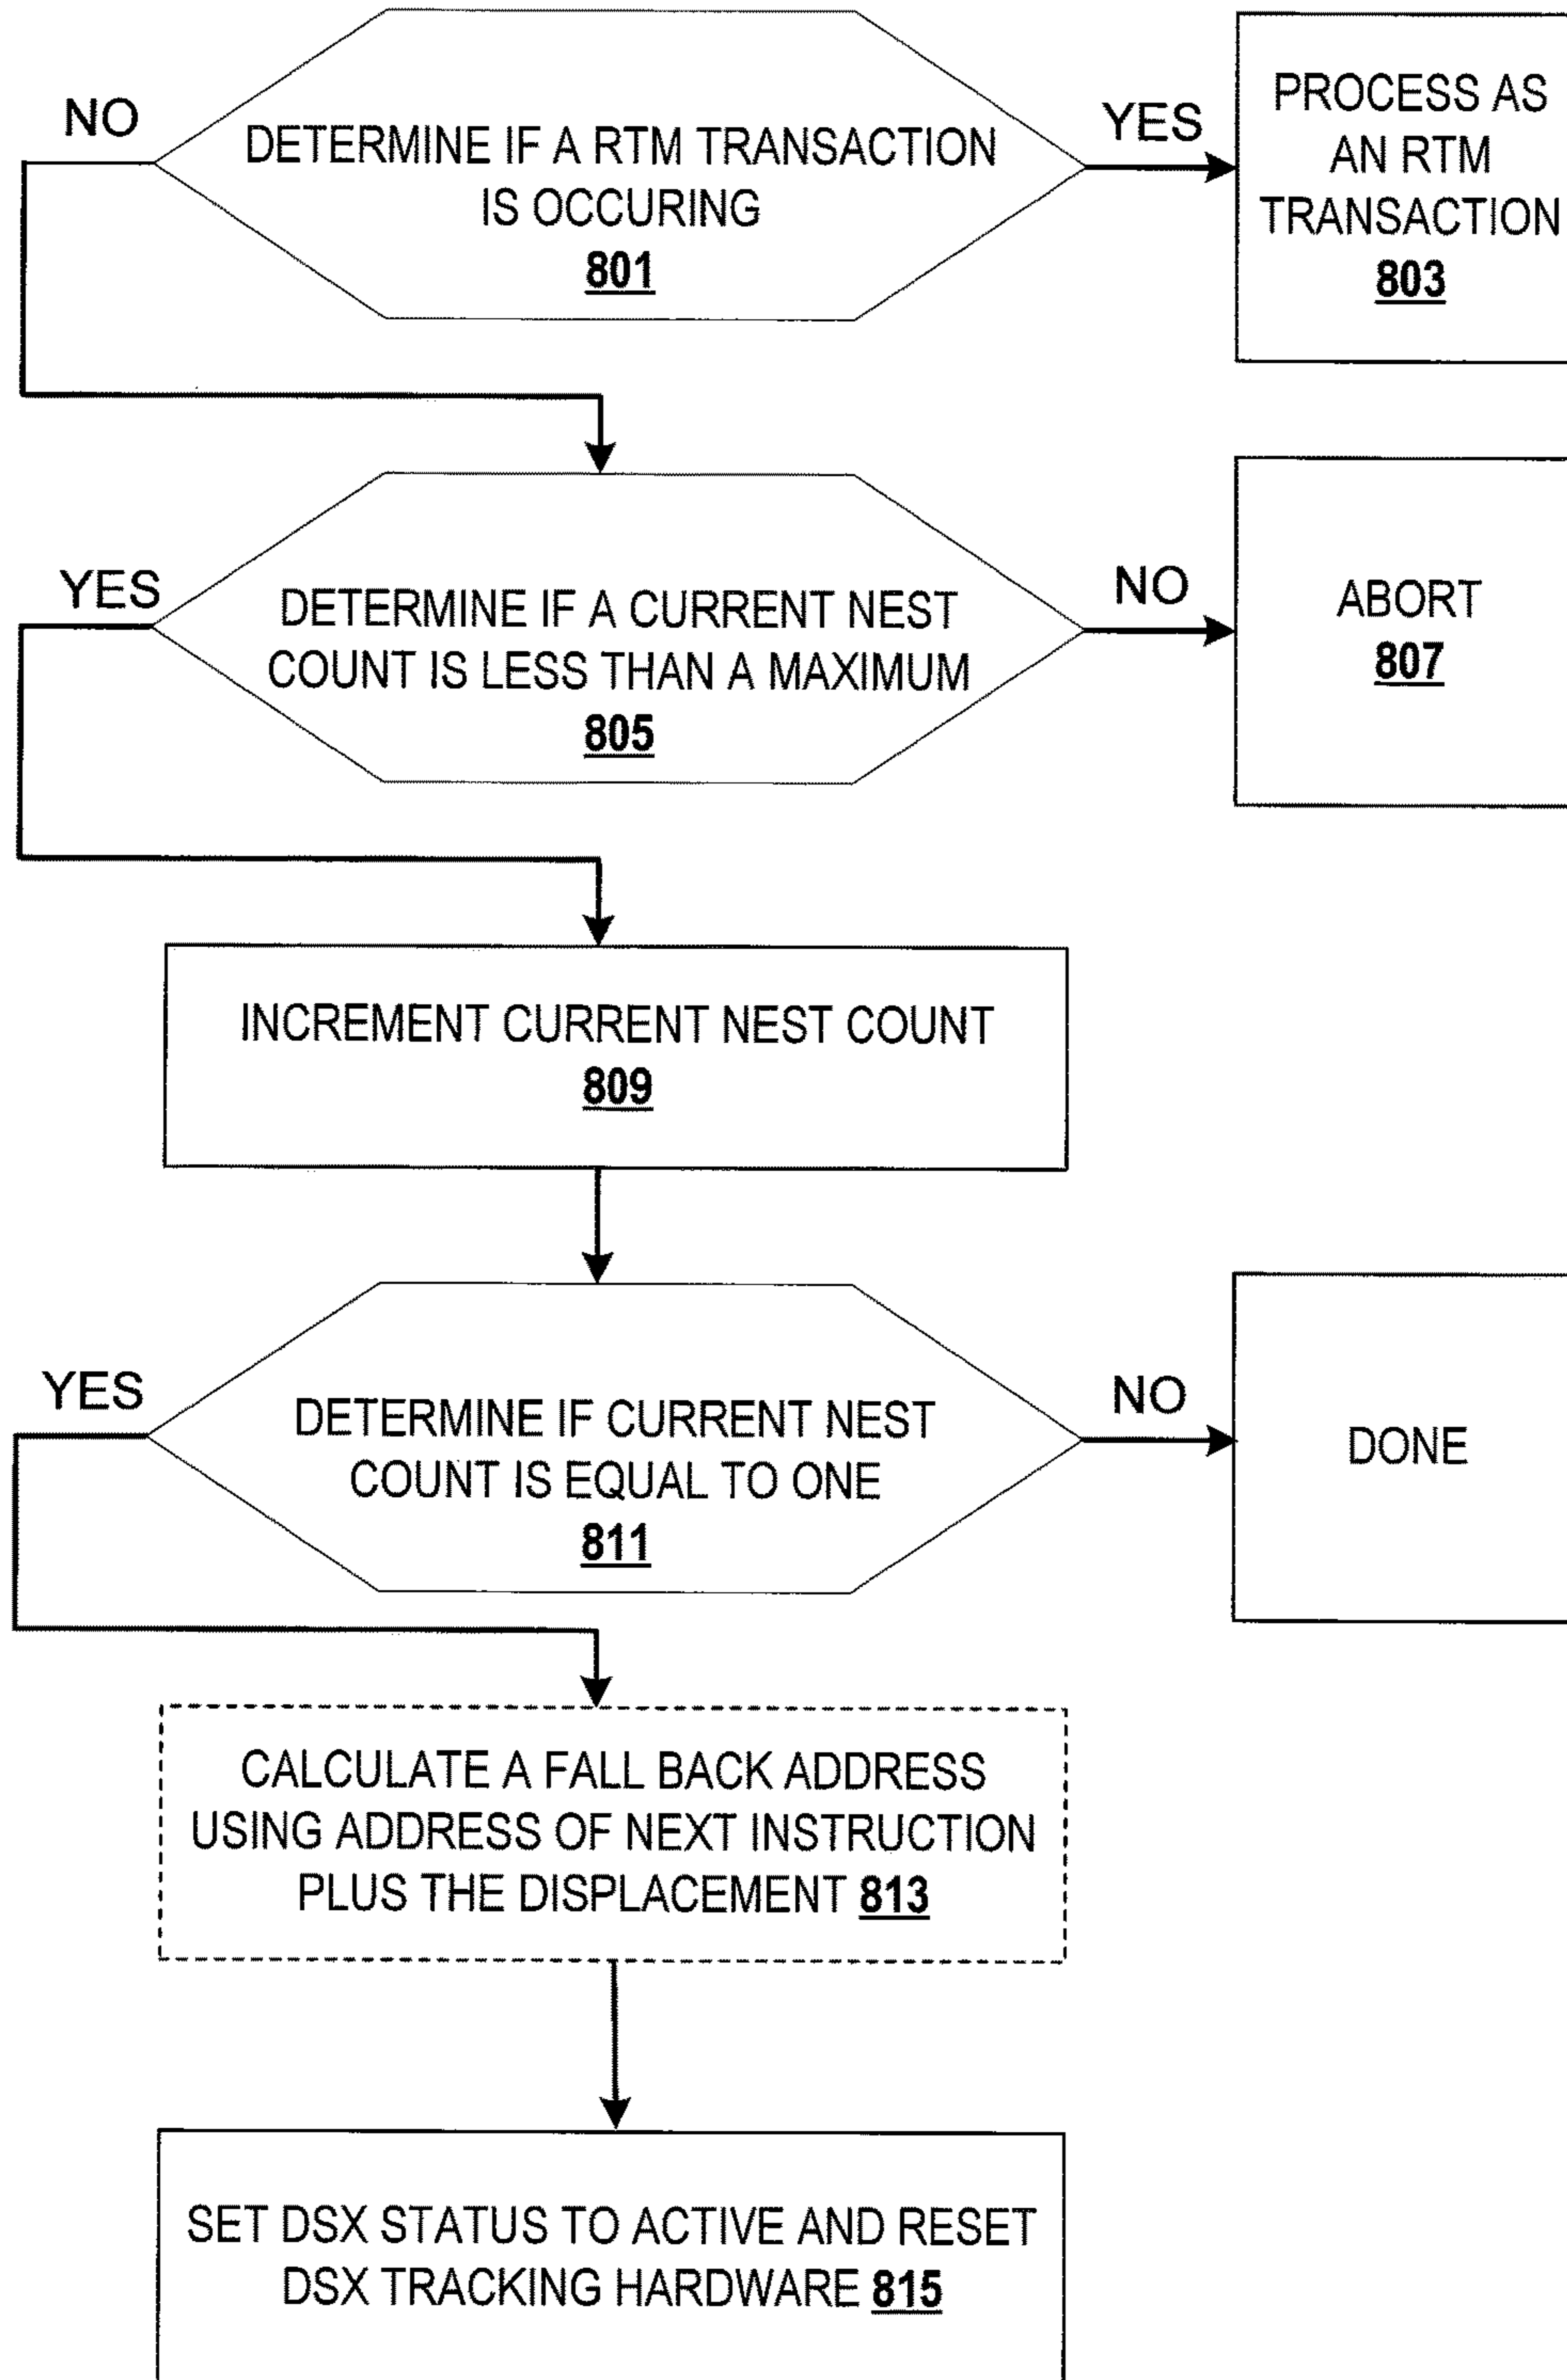 NO
DETERMINE IF A RTM TRANSACTION
IS OCCURING
801
YES
PROCESS AS
AN RTM
TRANSACTION
803
YES
DETERMINE IF A CURRENT NEST
COUNT IS LESS THAN A MAXIMUM
805
NO
ABORT
807
INCREMENT CURRENT NEST COUNT
809
YES
DETERMINE IF CURRENT NEST
COUNT IS EQUAL TO ONE
811
NO
DONE
CALCULATE A FALL BACK ADDRESS
USING ADDRESS OF NEXT INSTRUCTION
PLUS THE DISPLACEMENT 813
SET DSX STATUS TO ACTIVE AND RESET
DSX TRACKING HARDWARE 815